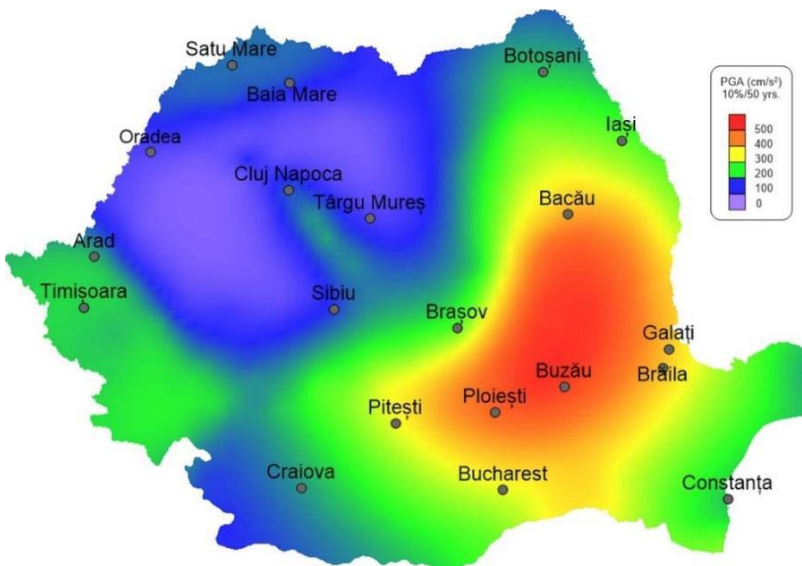 Satu Mare
Botoșani
PGA (cm/s²)
10%/50 yrs.
Baia Mare
500
400
300
200
100
0
Iași
Oradea
Cluj Napoca
Târgu Mureș
Bacău
Arad
Timișoara
Sibiu
Brașov
Galați
Brăila
Buzău
Ploiești
Pitești
Craiova
Bucharest
Constanța